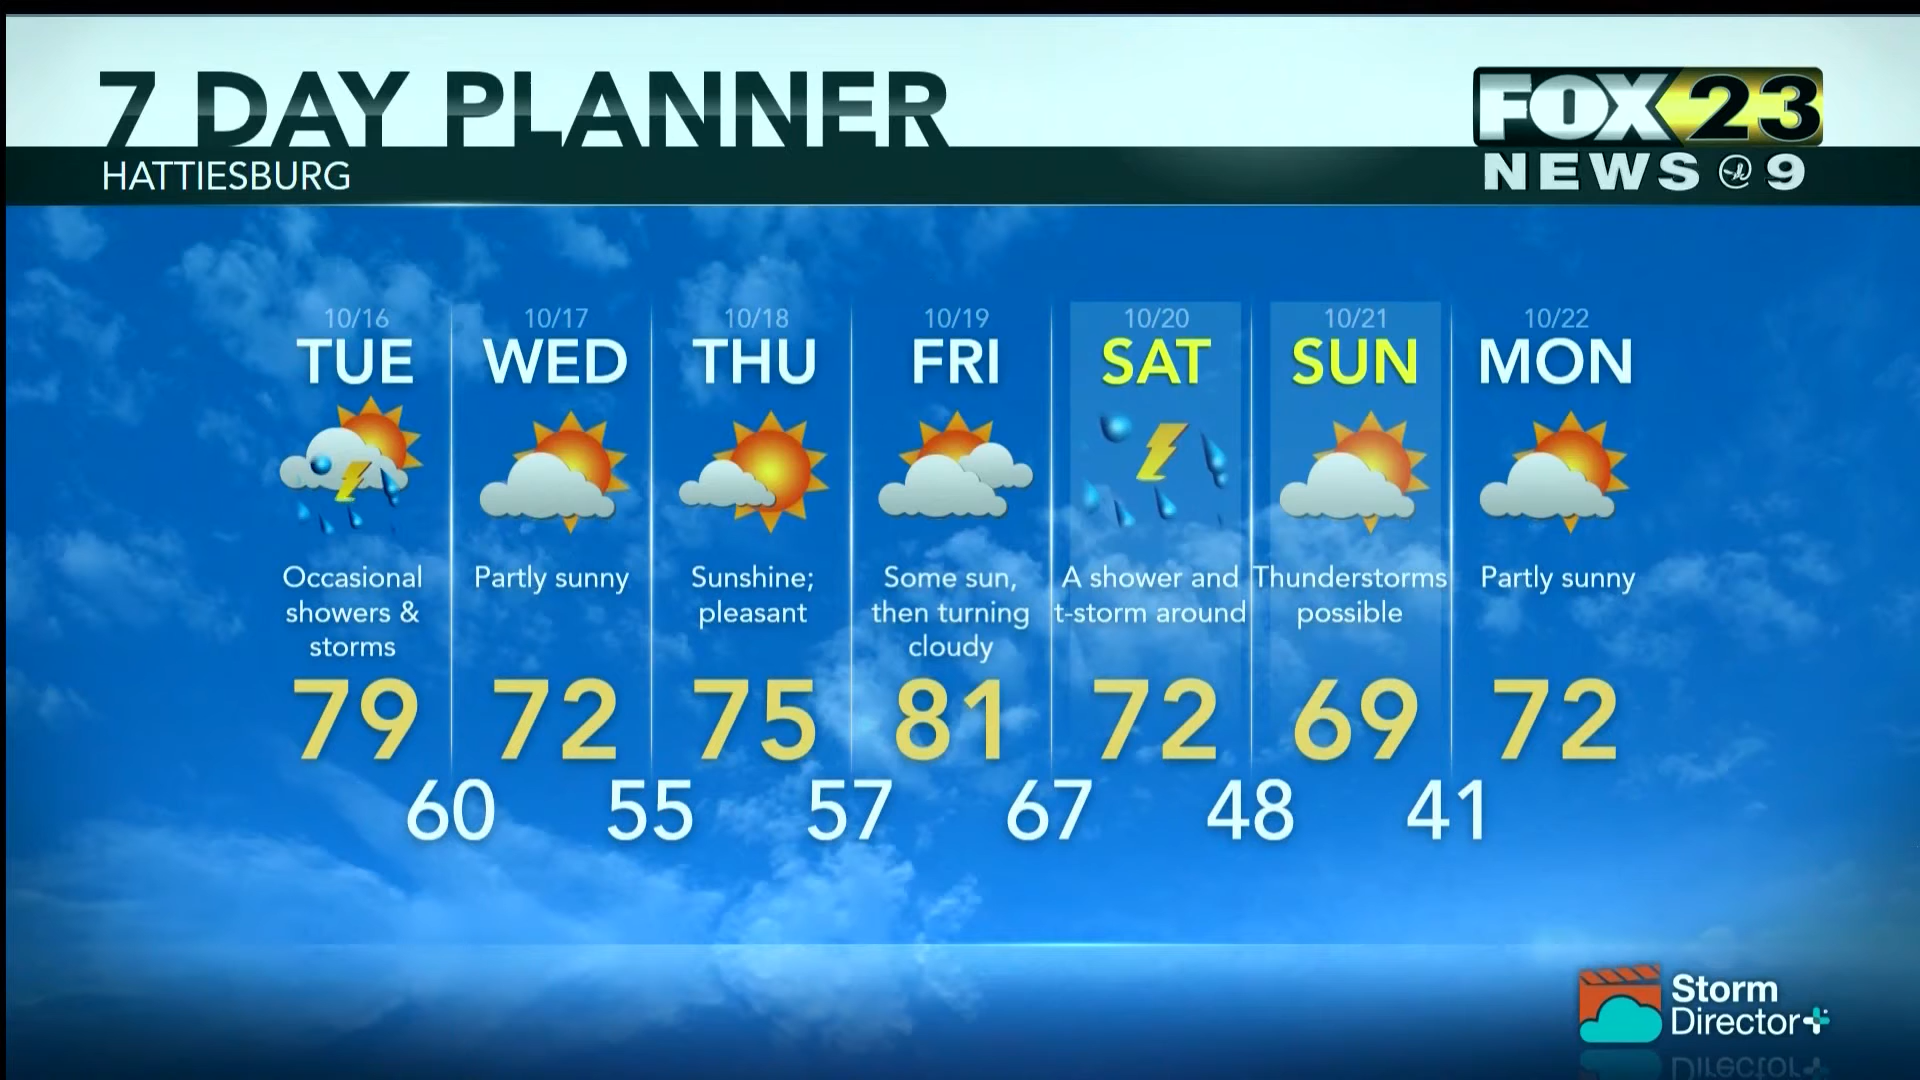 7 DAY PLANNER
HATTIESBURG
FOX 23
NEWS @ 9
10/16 10/17 10/18 10/19 10/20 10/21 10/22
TUE WED THU FRI SAT SUN MON
Occasional showers & storms
Partly sunny
Sunshine; pleasant
Some sun, then turning cloudy
A shower and t-storm around
Thunderstorms possible
Partly sunny
79 72 75 81 72 69 72
60 55 57 67 48 41
Storm
Director+